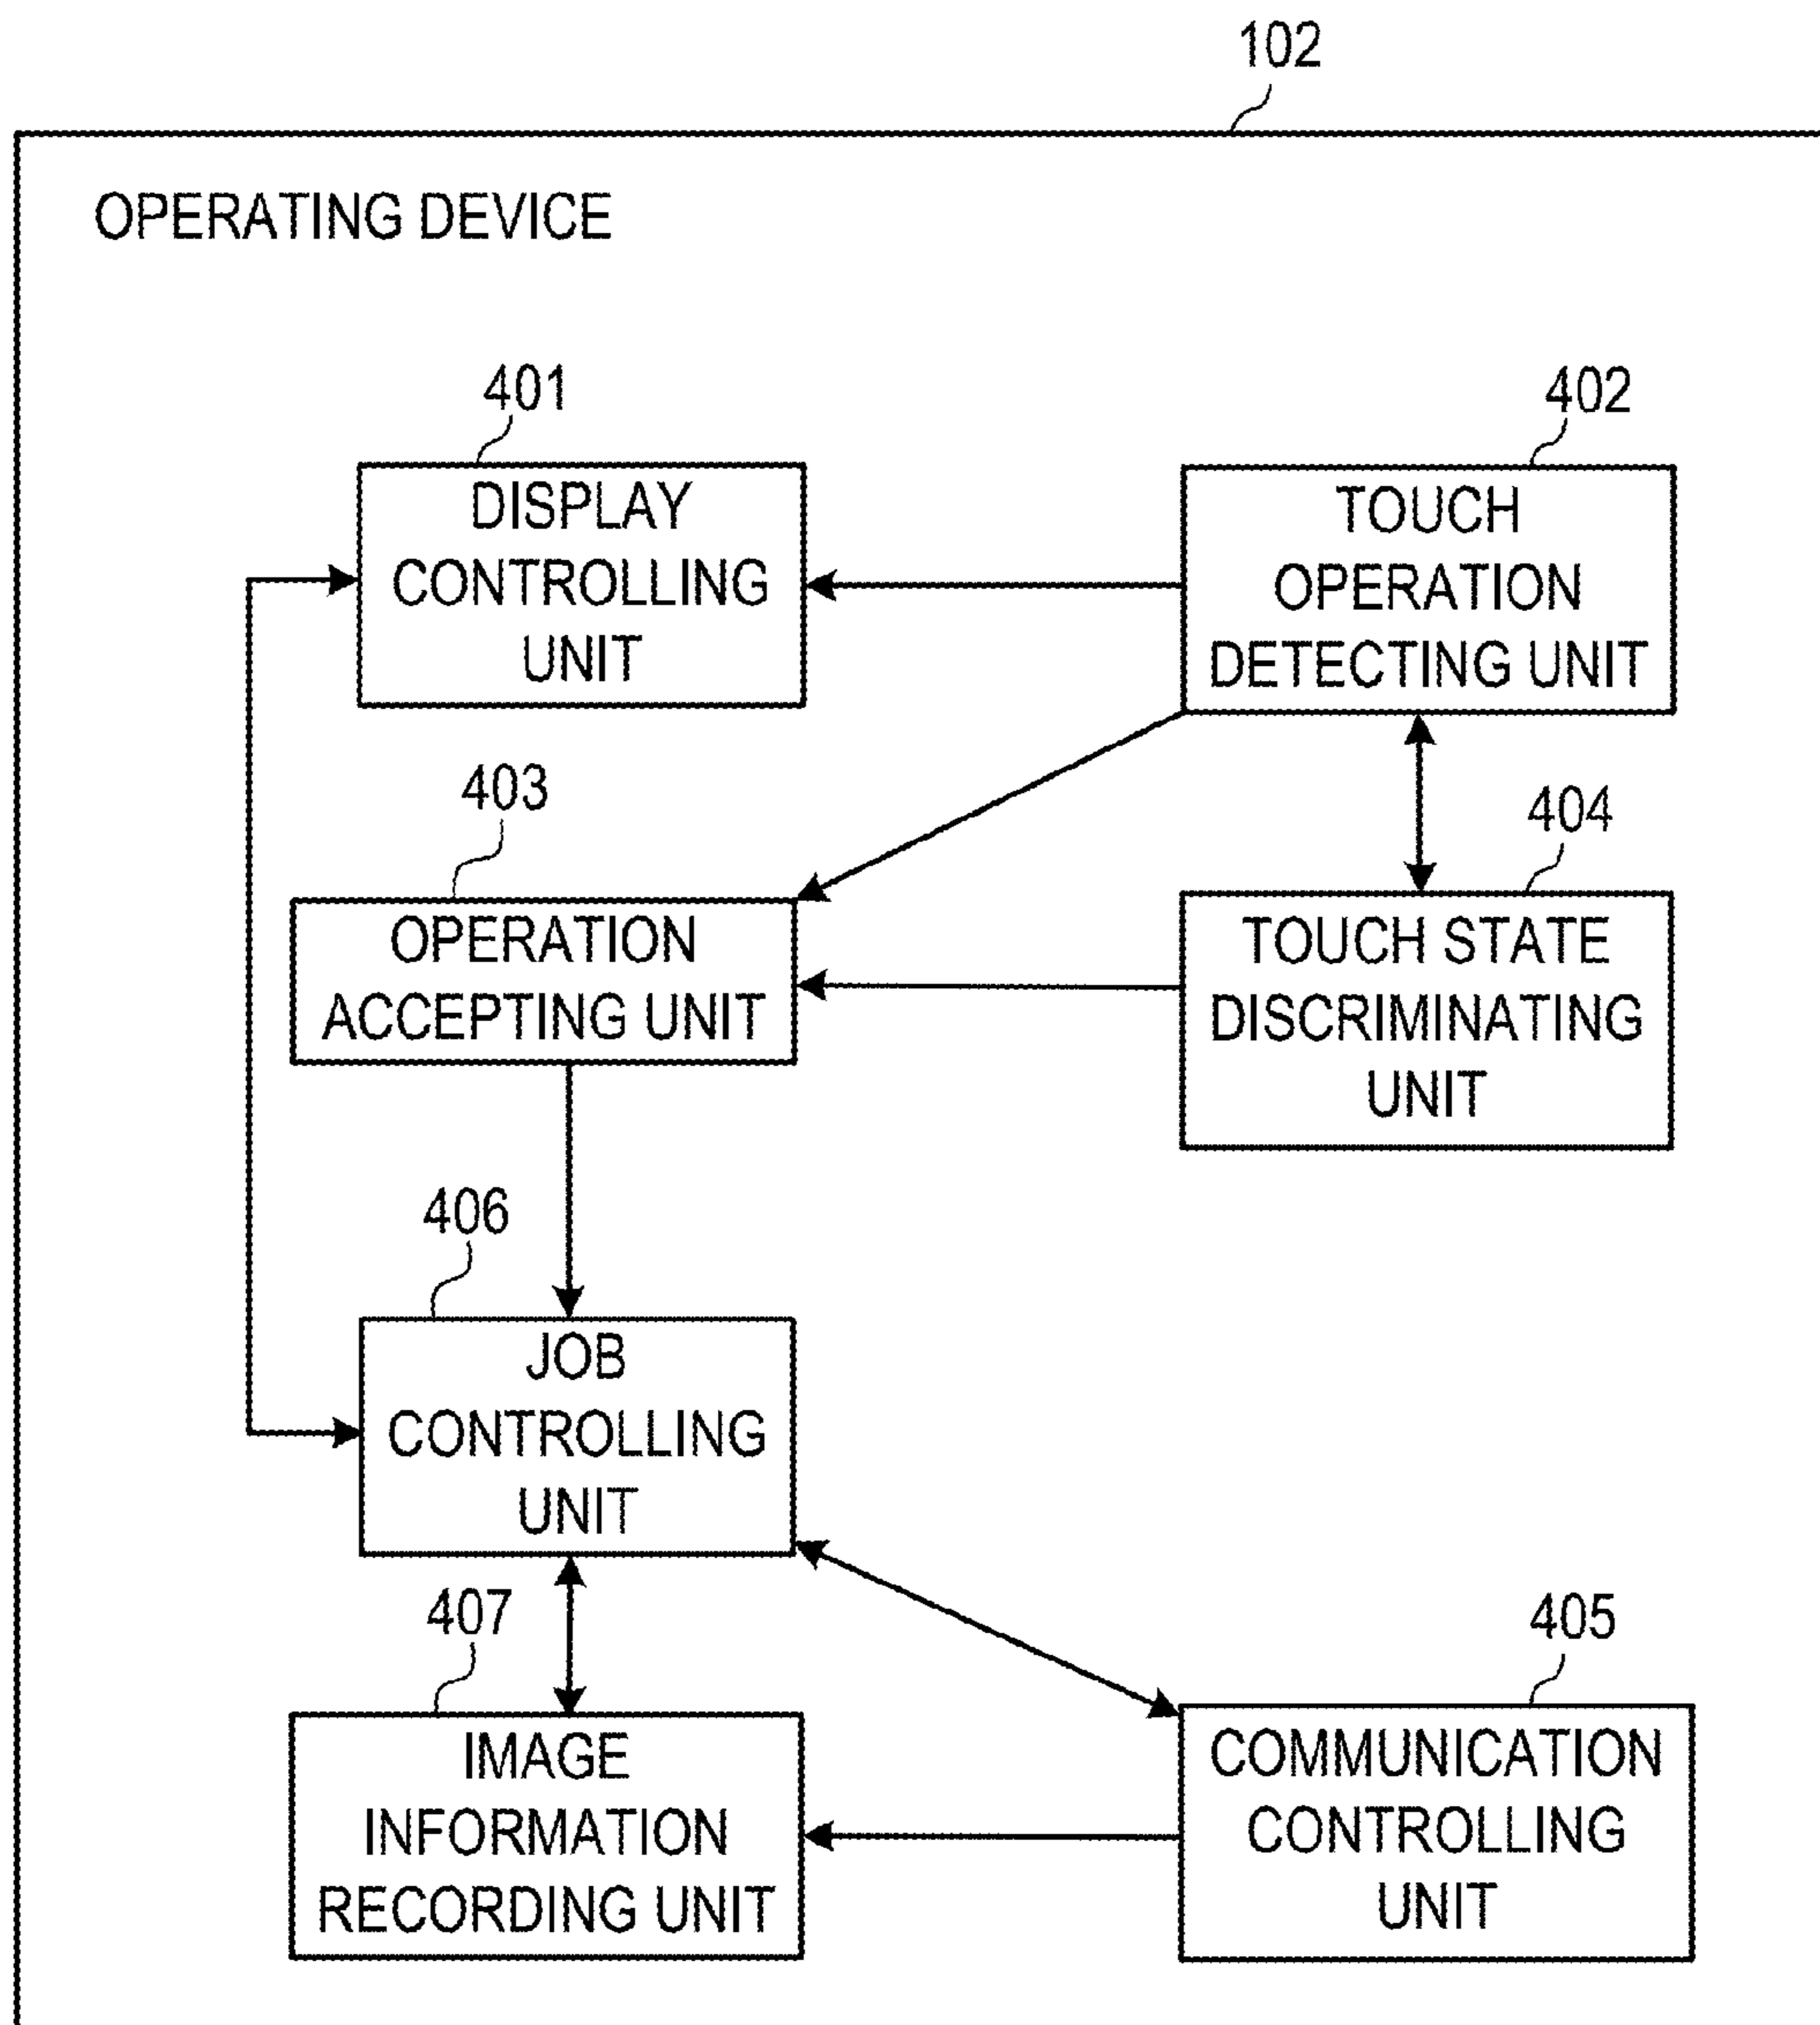 102
OPERATING DEVICE
401
DISPLAY
CONTROLLING
UNIT
402
TOUCH
OPERATION
DETECTING UNIT
403
OPERATION
ACCEPTING UNIT
404
TOUCH STATE
DISCRIMINATING
UNIT
406
JOB
CONTROLLING
UNIT
407
IMAGE
INFORMATION
RECORDING UNIT
405
COMMUNICATION
CONTROLLING
UNIT